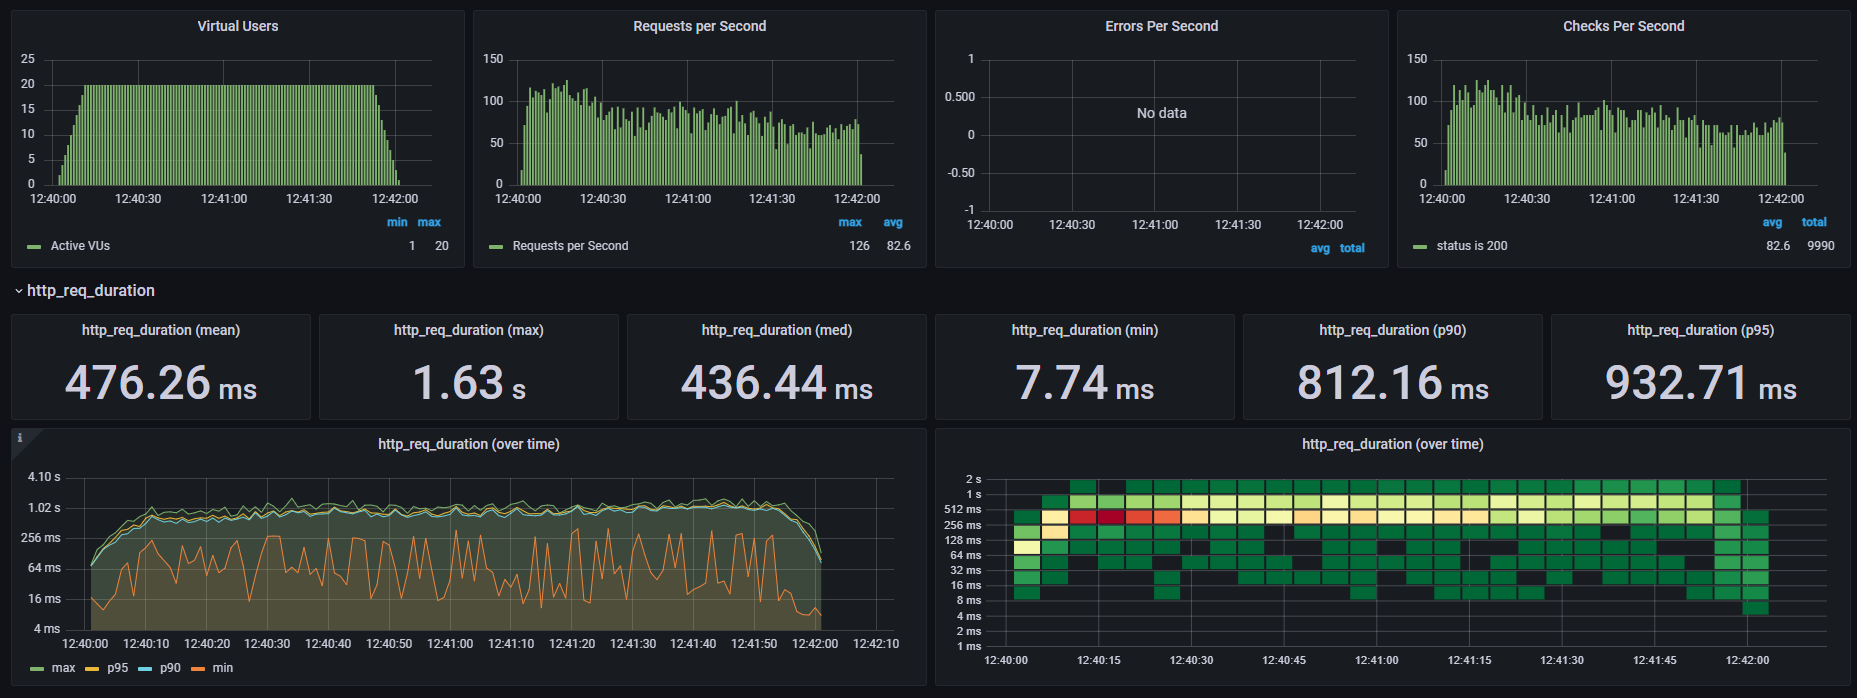 Virtual Users
25
20
15
10
5
0
12:40:00 12:40:30 12:41:00 12:41:30 12:42:00
min max
Active VUs 1 20
Requests per Second
150
100
50
0
12:40:00 12:40:30 12:41:00 12:41:30 12:42:00
max avg
Requests per Second 126 82.6
Errors Per Second
1
0.500
0
-0.50
-1
No data
12:40:00 12:40:30 12:41:00 12:41:30 12:42:00
avg total
Checks Per Second
150
100
50
0
12:40:00 12:40:30 12:41:00 12:41:30 12:42:00
avg total
status is 200 82.6 9990
http_req_duration
http_req_duration (mean)
476.26 ms
http_req_duration (max)
1.63 s
http_req_duration (med)
436.44 ms
http_req_duration (min)
7.74 ms
http_req_duration (p90)
812.16 ms
http_req_duration (p95)
932.71 ms
i
http_req_duration (over time)
4.10 s
1.02 s
256 ms
64 ms
16 ms
4 ms
12:40:00 12:40:10 12:40:20 12:40:30 12:40:40 12:40:50 12:41:00 12:41:10 12:41:20 12:41:30 12:41:40 12:41:50 12:42:00 12:42:10
max p95 p90 min
http_req_duration (over time)
2 s
1 s
512 ms
256 ms
128 ms
64 ms
32 ms
16 ms
8 ms
4 ms
2 ms
1 ms
12:40:00 12:40:15 12:40:30 12:40:45 12:41:00 12:41:15 12:41:30 12:41:45 12:42:00